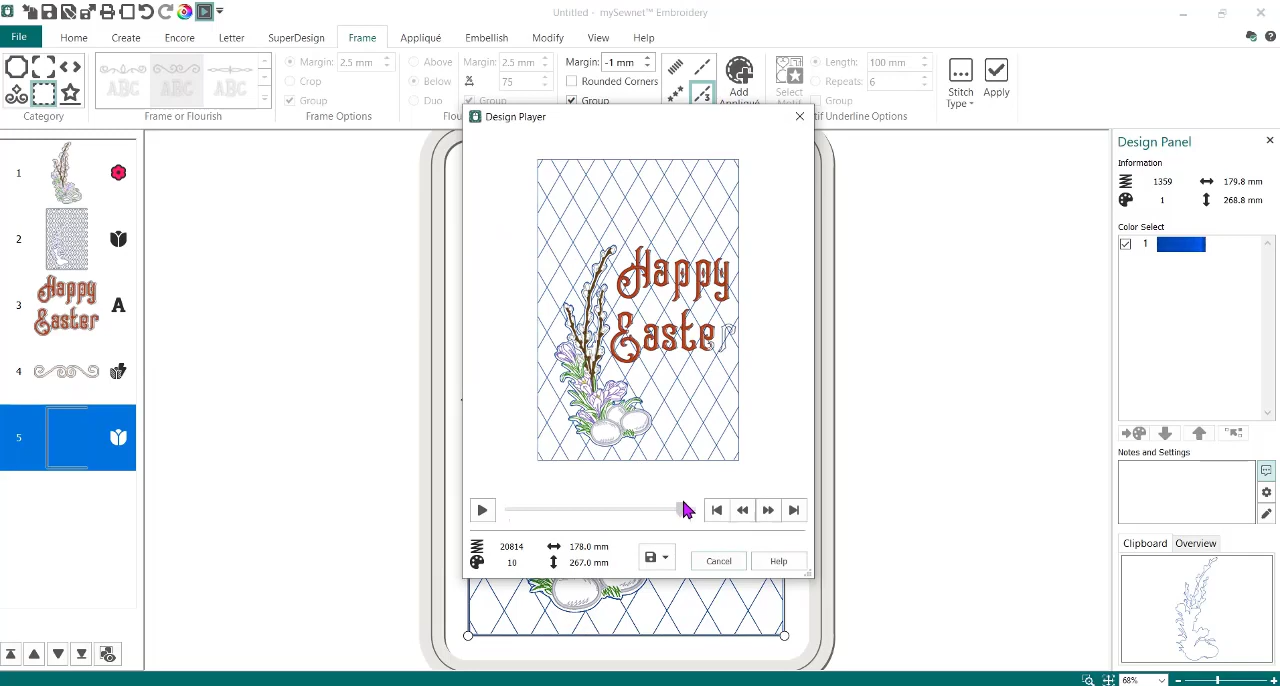 Untitled - mySewnet™ Embroidery
File Home Create Encore Letter SuperDesign Frame Appliqué Embellish Modify View Help
Margin: 2.5 mm Above Margin: 2.5 mm Margin: -1 mm Length: 100 mm
Crop Below 75 Rounded Corners Add Select Repeats: 6 Stitch Apply
Group Duo Group Group Group Type
Category Frame or Flourish Frame Options
ABC ABC ABC
Design Player
Design Panel
Information
1359 179.8 mm
1 268.8 mm
Color Select
1
1
2
3 Happy Easter A
4
5
Happy
Easter
Notes and Settings
Clipboard Overview
20814 178.0 mm
10 267.0 mm
Cancel Help
68%